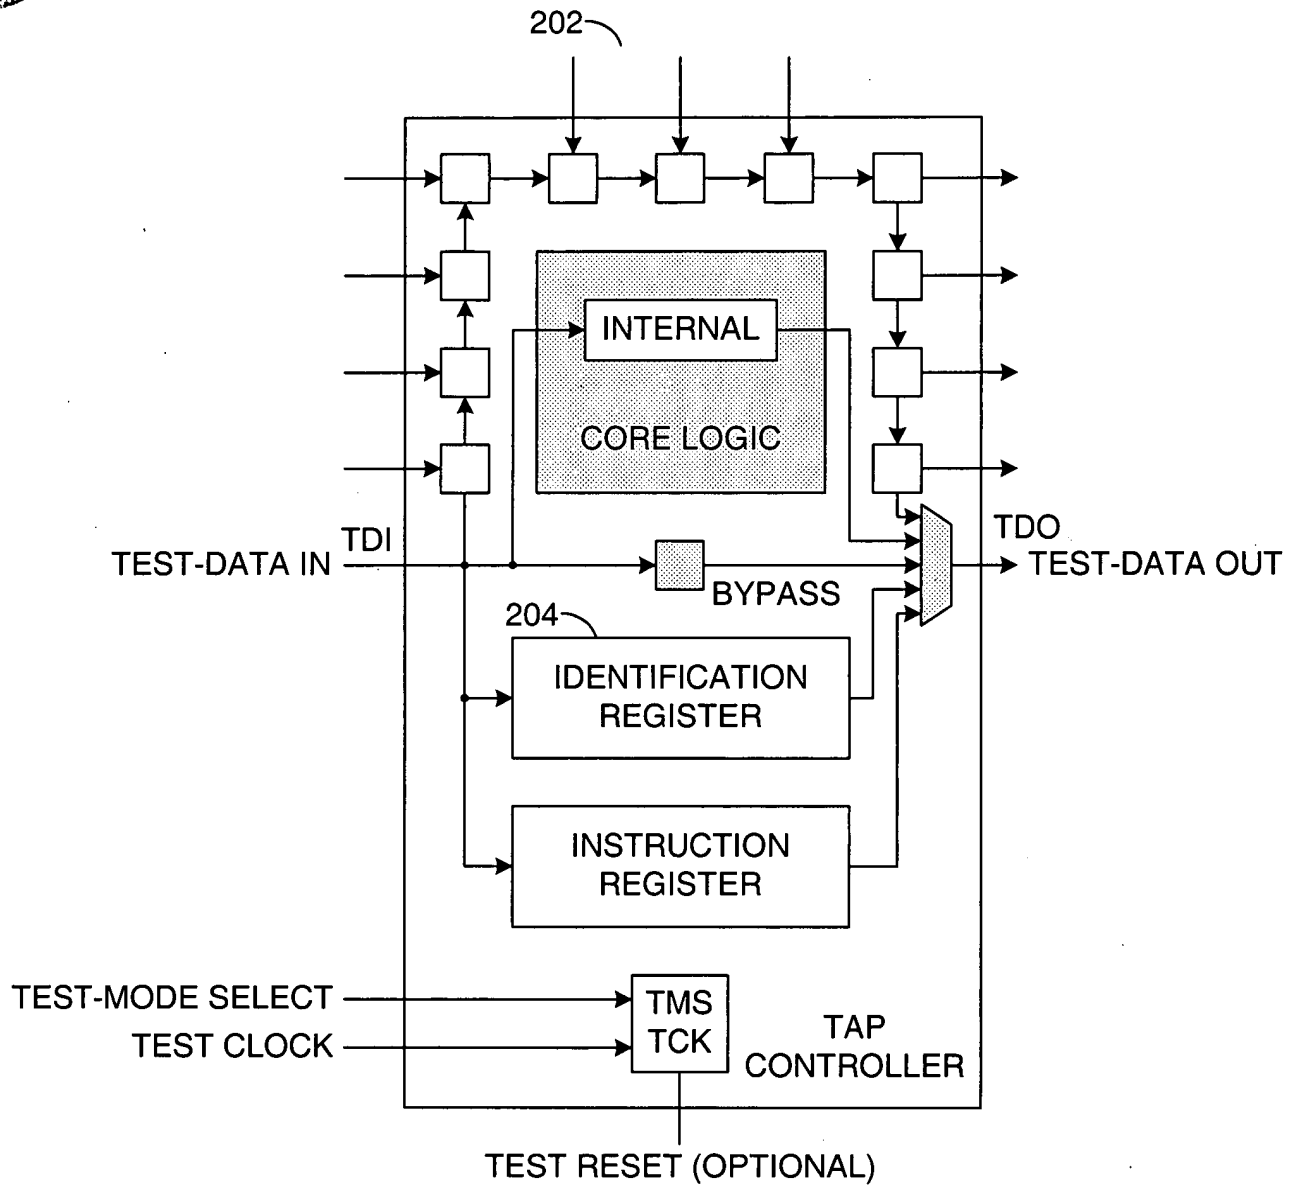 202
INTERNAL
CORE LOGIC
TDI
TDO
TEST-DATA IN
TEST-DATA OUT
BYPASS
204
IDENTIFICATION
REGISTER
INSTRUCTION
REGISTER
TEST-MODE SELECT
TEST CLOCK
TMS
TCK
TAP
CONTROLLER
TEST RESET (OPTIONAL)